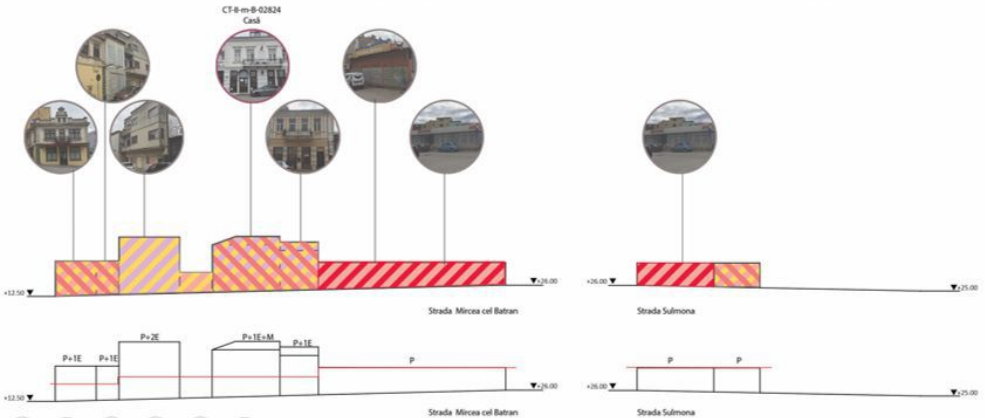 CT-II-m-B-02824
Casă
+12.50
+26.00
Strada Mircea cel Batran
+26.00
+25.00
Strada Sulmona
P+1E
P+1E
P+2E
P+1E+M
P+1E
P
P
P
+12.50
+26.00
Strada Mircea cel Batran
+26.00
+25.00
Strada Sulmona